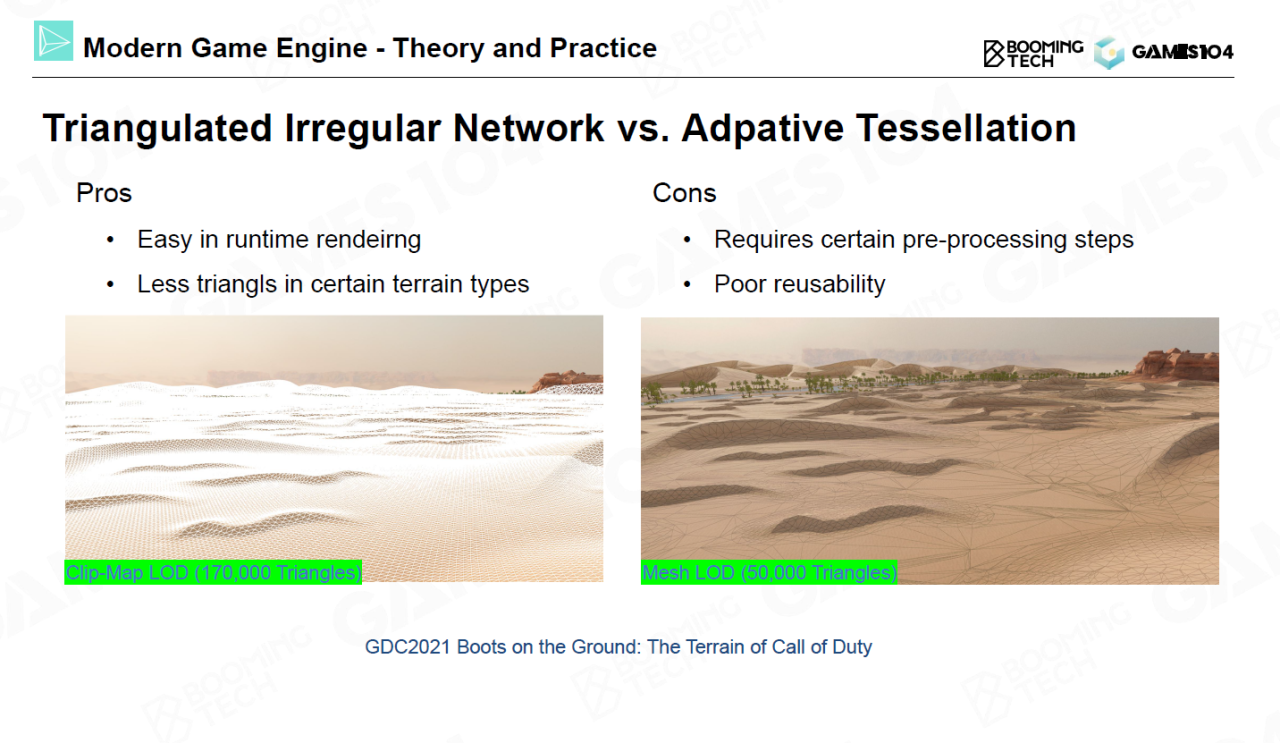 Modern Game Engine - Theory and Practice
BOOMING
TECH
GAMES104
Triangulated Irregular Network vs. Adpative Tessellation
Pros
• Easy in runtime rendeirng
• Less triangls in certain terrain types
Cons
• Requires certain pre-processing steps
• Poor reusability
Clip-Map LOD (170,000 Triangles)
Mesh LOD (50,000 Triangles)
GDC2021 Boots on the Ground: The Terrain of Call of Duty